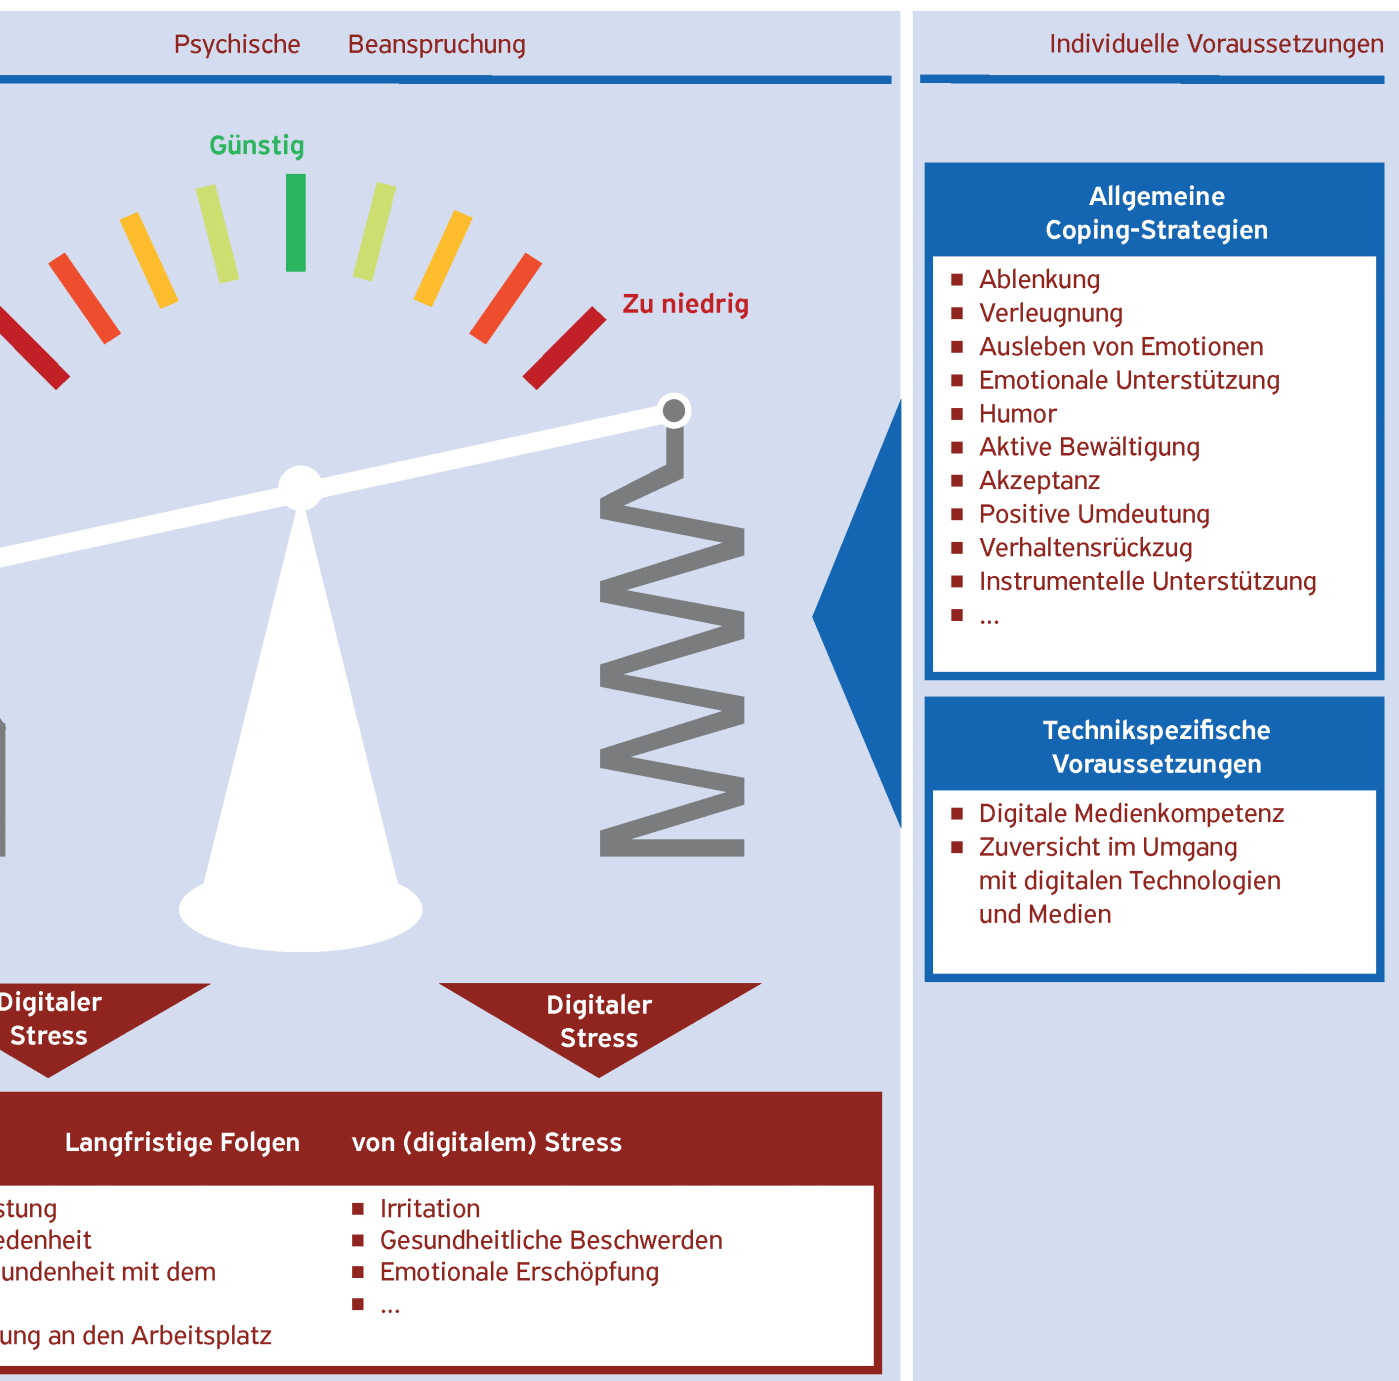 Psychische Beanspruchung
Günstig
Zu niedrig
Digitaler
Stress
Digitaler
Stress
Langfristige Folgen von (digitalem) Stress
stung
edenheit
undenheit mit dem
ung an den Arbeitsplatz
■ Irritation
■ Gesundheitliche Beschwerden
■ Emotionale Erschöpfung
■ ...
Individuelle Voraussetzungen
Allgemeine
Coping-Strategien
■ Ablenkung
■ Verleugnung
■ Ausleben von Emotionen
■ Emotionale Unterstützung
■ Humor
■ Aktive Bewältigung
■ Akzeptanz
■ Positive Umdeutung
■ Verhaltensrückzug
■ Instrumentelle Unterstützung
■ ...
Technikspezifische
Voraussetzungen
■ Digitale Medienkompetenz
■ Zuversicht im Umgang
mit digitalen Technologien
und Medien